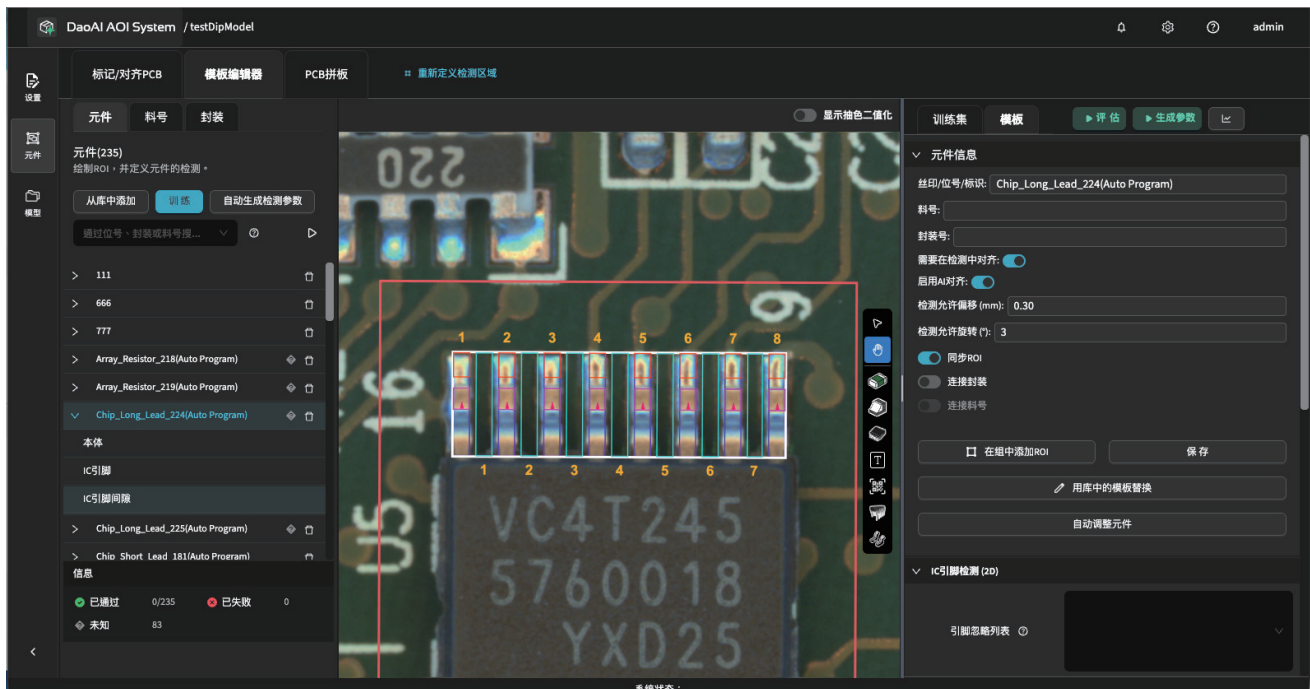 DaoAI AOI System / testDipModel
admin
设置
元件
模型
标记/对齐PCB
模板编辑器
PCB拼板
重新定义检测区域
元件
料号
封装
元件(235)
绘制ROI，并定义元件的检测。
从库中添加
训练
自动生成检测参数
通过位号、封装或料号搜...
111
666
777
Array_Resistor_218(Auto Program)
Array_Resistor_219(Auto Program)
Chip_Long_Lead_224(Auto Program)
本体
IC引脚
IC引脚间隙
Chip_Long_Lead_225(Auto Program)
Chip_Short_Lead_181(Auto Program)
信息
已通过 0/235 已失败 0
未知 83
显示抽色二值化
220
6
1 2 3 4 5 6 7 8
16
1 2 3 4 5 6 7
U5
VC4T245
5760018
YXD25
T
训练集
模板
评估
生成参数
元件信息
丝印/位号/标识: Chip_Long_Lead_224(Auto Program)
料号:
封装号:
需要在检测中对齐:
启用AI对齐:
检测允许偏移 (mm): 0.30
检测允许旋转 (°): 3
同步ROI
连接封装
连接料号
在组中添加ROI
保存
用库中的模板替换
自动调整元件
IC引脚检测 (2D)
引脚忽略列表
系统状态：